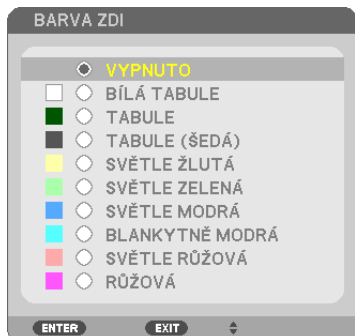 BARVA ZDI
VYPNUTO
BÍLÁ TABULE
TABULE
TABULE (ŠEDÁ)
SVĚTLE ŽLUTÁ
SVĚTLE ZELENÁ
SVĚTLE MODRÁ
BLANKYTNĚ MODRÁ
SVĚTLE RŮŽOVÁ
RŮŽOVÁ
ENTER EXIT